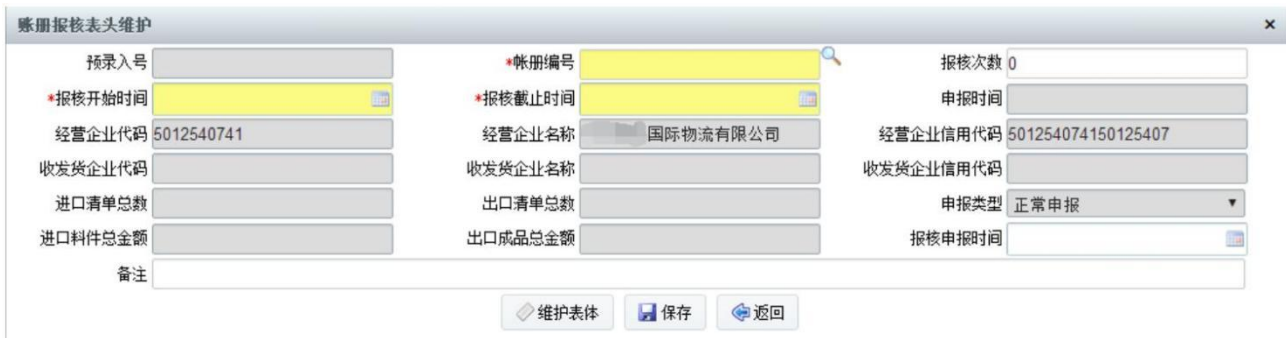 账册报核表头维护 ×
预录入号 *帐册编号 报核次数 0
*报核开始时间 *报核截止时间 申报时间
经营企业代码 5012540741 经营企业名称 国际物流有限公司 经营企业信用代码 501254074150125407
收发货企业代码 收发货企业名称 收发货企业信用代码
进口清单总数 出口清单总数 申报类型 正常申报
进口料件总金额 出口成品总金额 报核申报时间
备注
维护表体 保存 返回